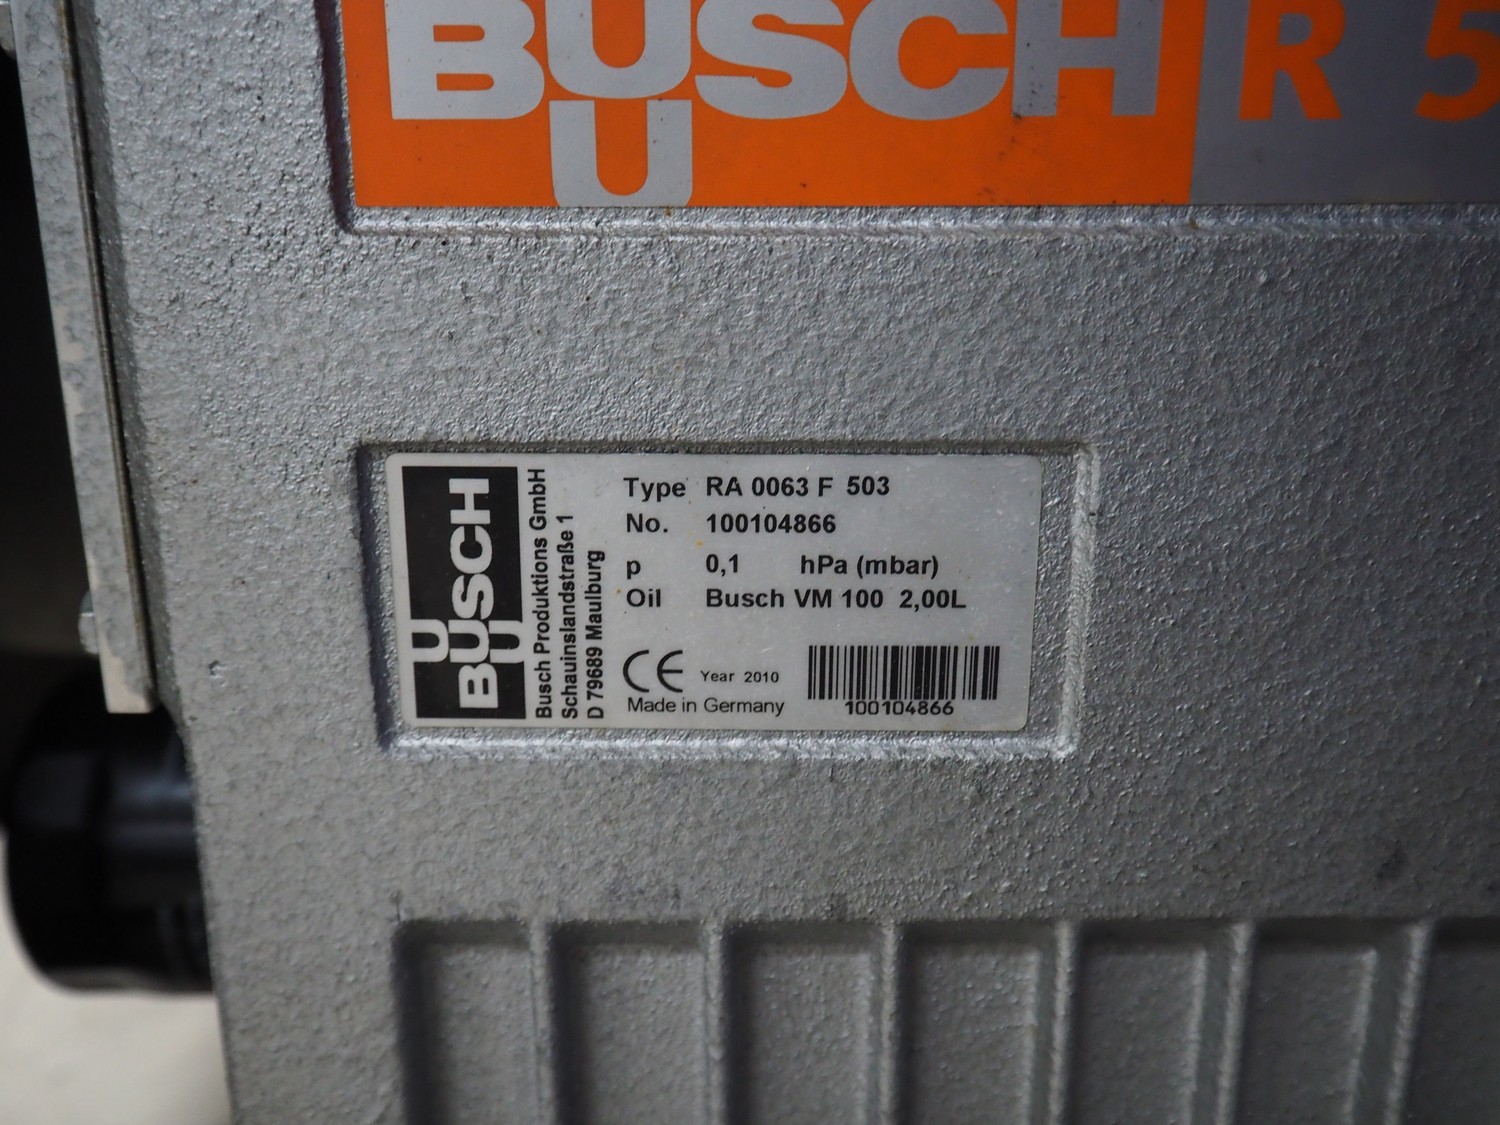 BUSCH R 5
BUSCH
Busch Produktions GmbH
Schauinslandstraße 1
D 79689 Maulburg
Type RA 0063 F 503
No. 100104866
p 0,1 hPa (mbar)
Oil Busch VM 100 2,00L
CE Year 2010
Made in Germany
100104866